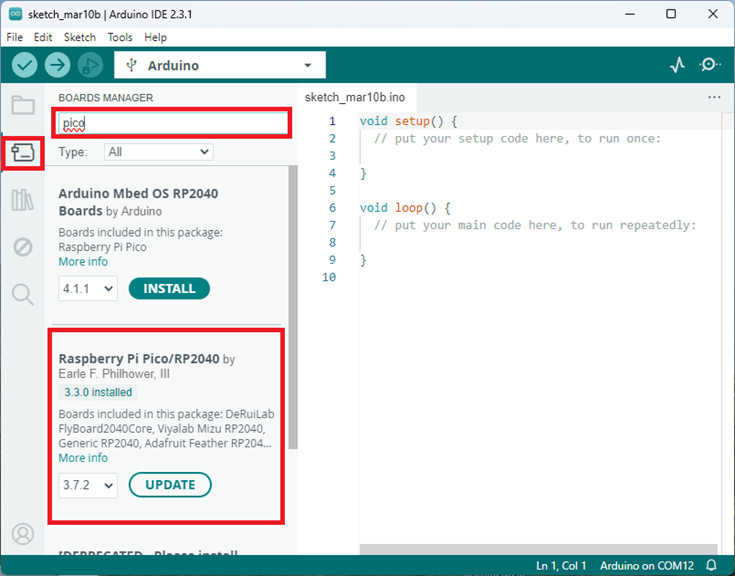 sketch_mar10b | Arduino IDE 2.3.1
File Edit Sketch Tools Help
Arduino
BOARDS MANAGER
pico
Type: All
Arduino Mbed OS RP2040
Boards by Arduino
Boards included in this package:
Raspberry Pi Pico
More info
4.1.1 INSTALL
Raspberry Pi Pico/RP2040 by
Earle F. Philhower, III
3.3.0 installed
Boards included in this package: DeRuiLab
FlyBoard2040Core, Viyalab Mizu RP2040,
Generic RP2040, Adafruit Feather RP204...
More info
3.7.2 UPDATE
[DEPRECATED - Please install
sketch_mar10b.ino
1 void setup() {
2 // put your setup code here, to run once:
3
4 }
5
6 void loop() {
7 // put your main code here, to run repeatedly:
8
9 }
10
Ln 1, Col 1 Arduino on COM12